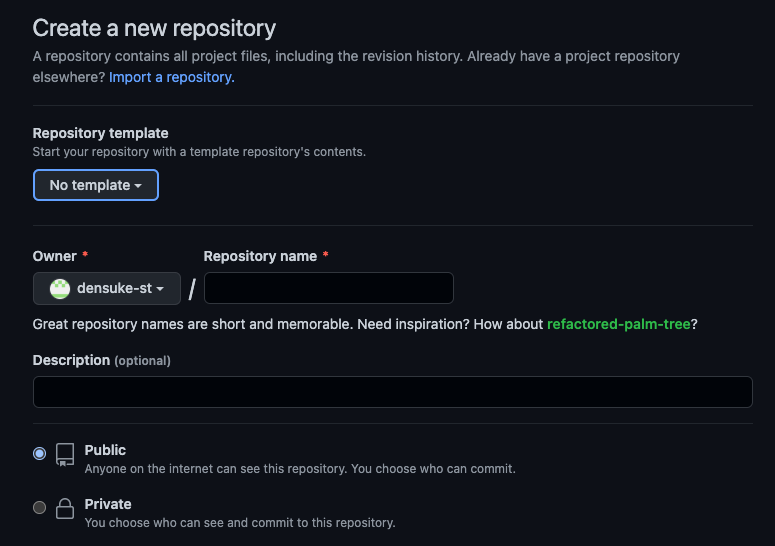 Create a new repository
A repository contains all project files, including the revision history. Already have a project repository
elsewhere? Import a repository.
Repository template
Start your repository with a template repository's contents.
No template
Owner * Repository name *
densuke-st /
Great repository names are short and memorable. Need inspiration? How about refactored-palm-tree?
Description (optional)
Public
Anyone on the internet can see this repository. You choose who can commit.
Private
You choose who can see and commit to this repository.